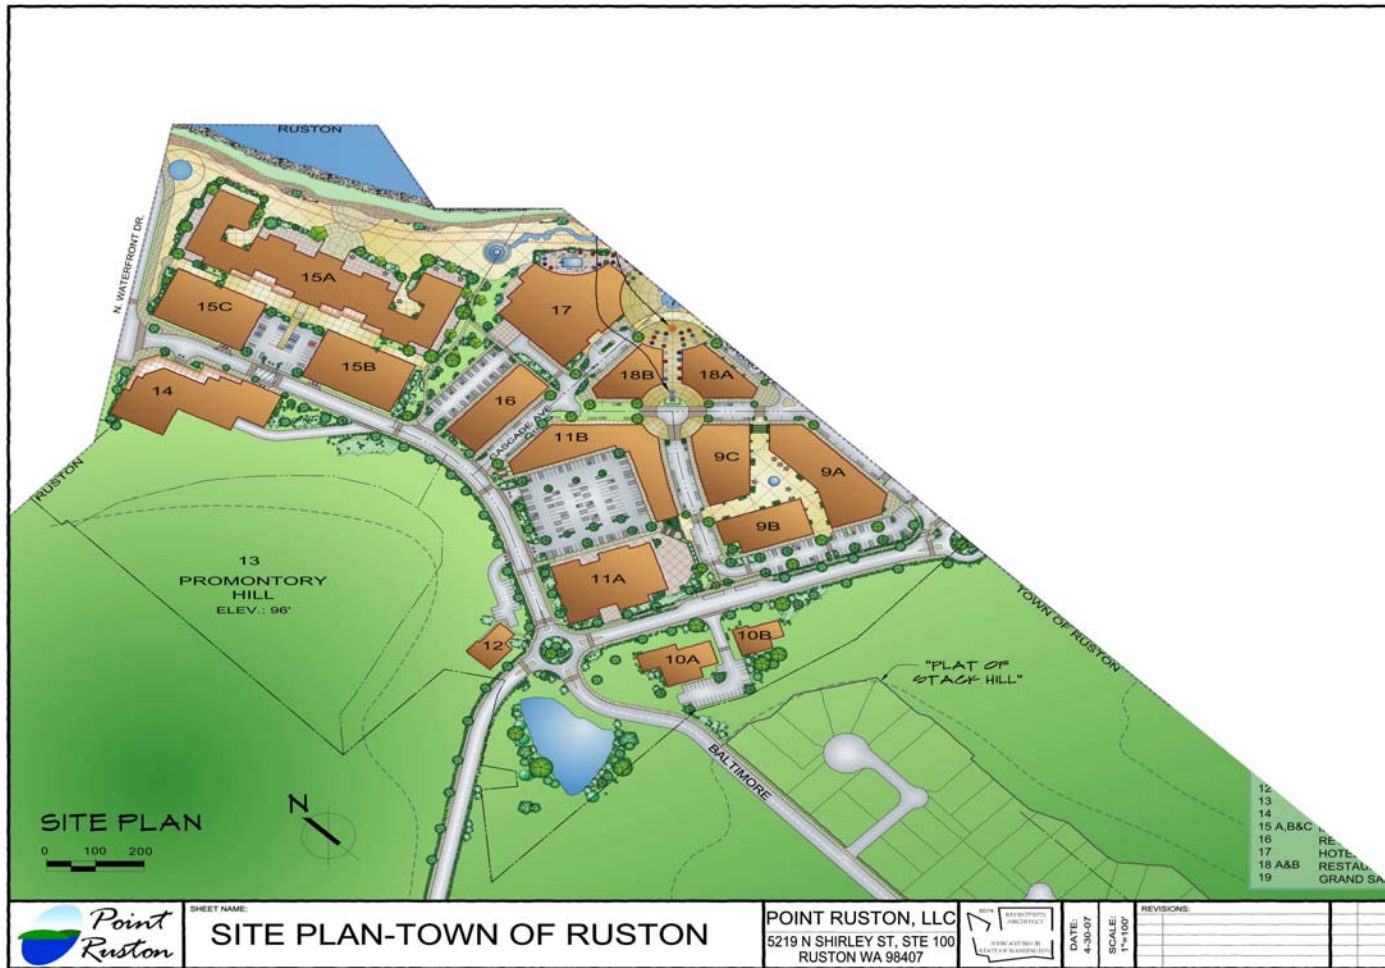 RUSTON
N. WATERFRONT DR.
15A
15C
17
15B
18B
18A
14
16
CASCADE AVE
11B
9C
9A
RUSTON
9B
13
PROMONTORY
HILL
ELEV.: 96'
11A
TOWN OF RUSTON
12
10B
10A
"PLAT OF
STACK HILL"
BALTIMORE
N
SITE PLAN
0 100 200
12
13
14
15 A,B&C
16
17
18 A&B
19 GRAND
Point
Ruston
SHEET NAME:
SITE PLAN-TOWN OF RUSTON
POINT RUSTON, LLC
5219 N SHIRLEY ST, STE 100
RUSTON WA 98407
DATE:
4-30-07
SCALE:
1"=100'
REVISIONS: